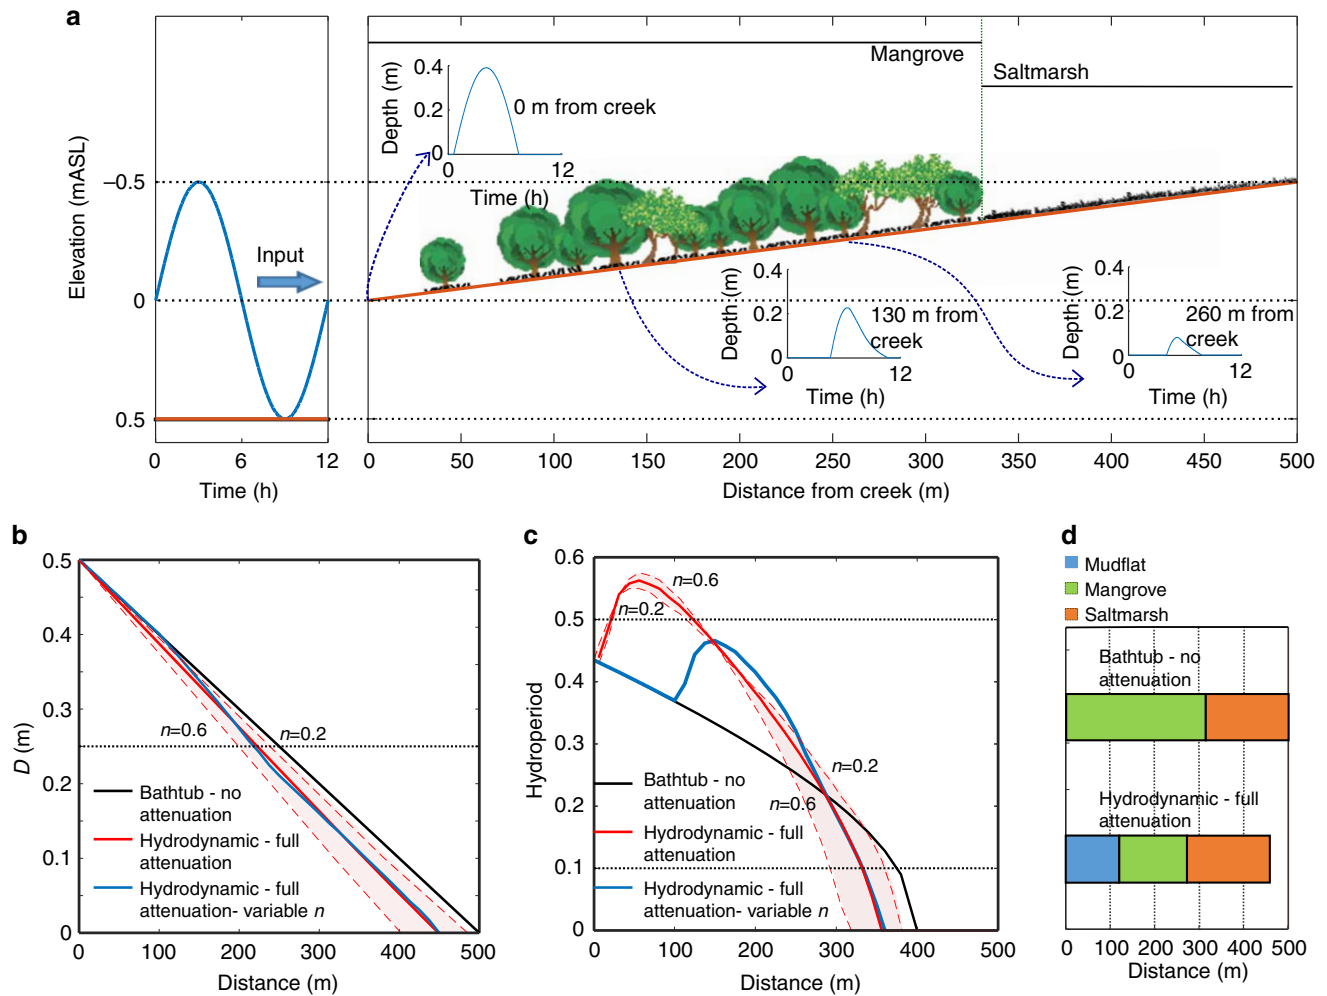 a
Elevation (mASL)
–0.5
0
0.5
Input
0
6
12
Time (h)
Mangrove
Saltmarsh
Depth (m)
0.4
0.2
0
0
12
Time (h)
0 m from creek
Depth (m)
0.4
0.2
0
0
12
Time (h)
130 m from
creek
Depth (m)
0.4
0.2
0
0
12
Time (h)
260 m from
creek
0
50
100
150
200
250
300
350
400
450
500
Distance from creek (m)
b
D (m)
0.5
0.4
0.3
0.2
0.1
0
n=0.6
n=0.2
Bathtub - no
attenuation
Hydrodynamic - full
attenuation
Hydrodynamic - full
attenuation- variable n
0
100
200
300
400
500
Distance (m)
c
Hydroperiod
0.6
0.5
0.4
0.3
0.2
0.1
0
n=0.6
n=0.2
n=0.2
n=0.6
Bathtub - no
attenuation
Hydrodynamic - full
attenuation
Hydrodynamic - full
attenuation- variable n
0
100
200
300
400
500
Distance (m)
d
Mudflat
Mangrove
Saltmarsh
Bathtub - no
attenuation
Hydrodynamic - full
attenuation
0
100
200
300
400
500
Distance (m)